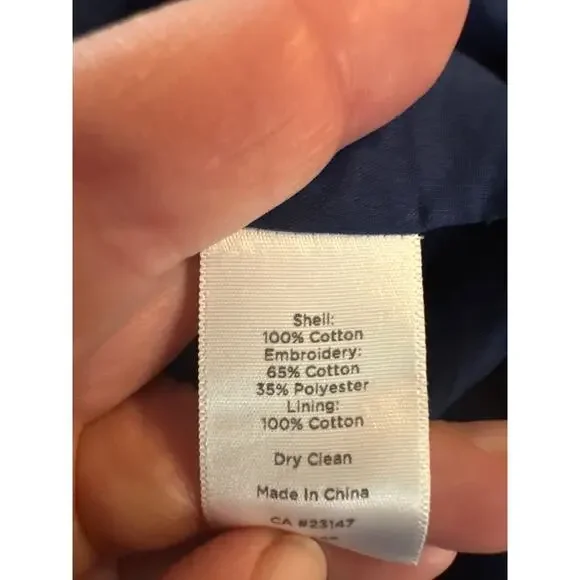 Shell:
100% Cotton
Embroidery:
65% Cotton
35% Polyester
Lining:
100% Cotton
Dry Clean
Made In China
CA #23147